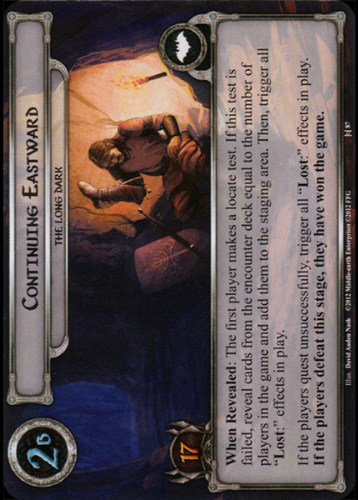 2B
CONTINUING EASTWARD
THE LONG DARK
17
When Revealed: The first player makes a locate test. If this test is
failed, reveal cards from the encounter deck equal to the number of
players in the game and add them to the staging area. Then, trigger all
“Lost:” effects in play.
If the players quest unsuccessfully, trigger all “Lost:” effects in play.
If the players defeat this stage, they have won the game.
Illus. David Auden Nash ©2012 Middle-earth Enterprises ©2012 FFG
87